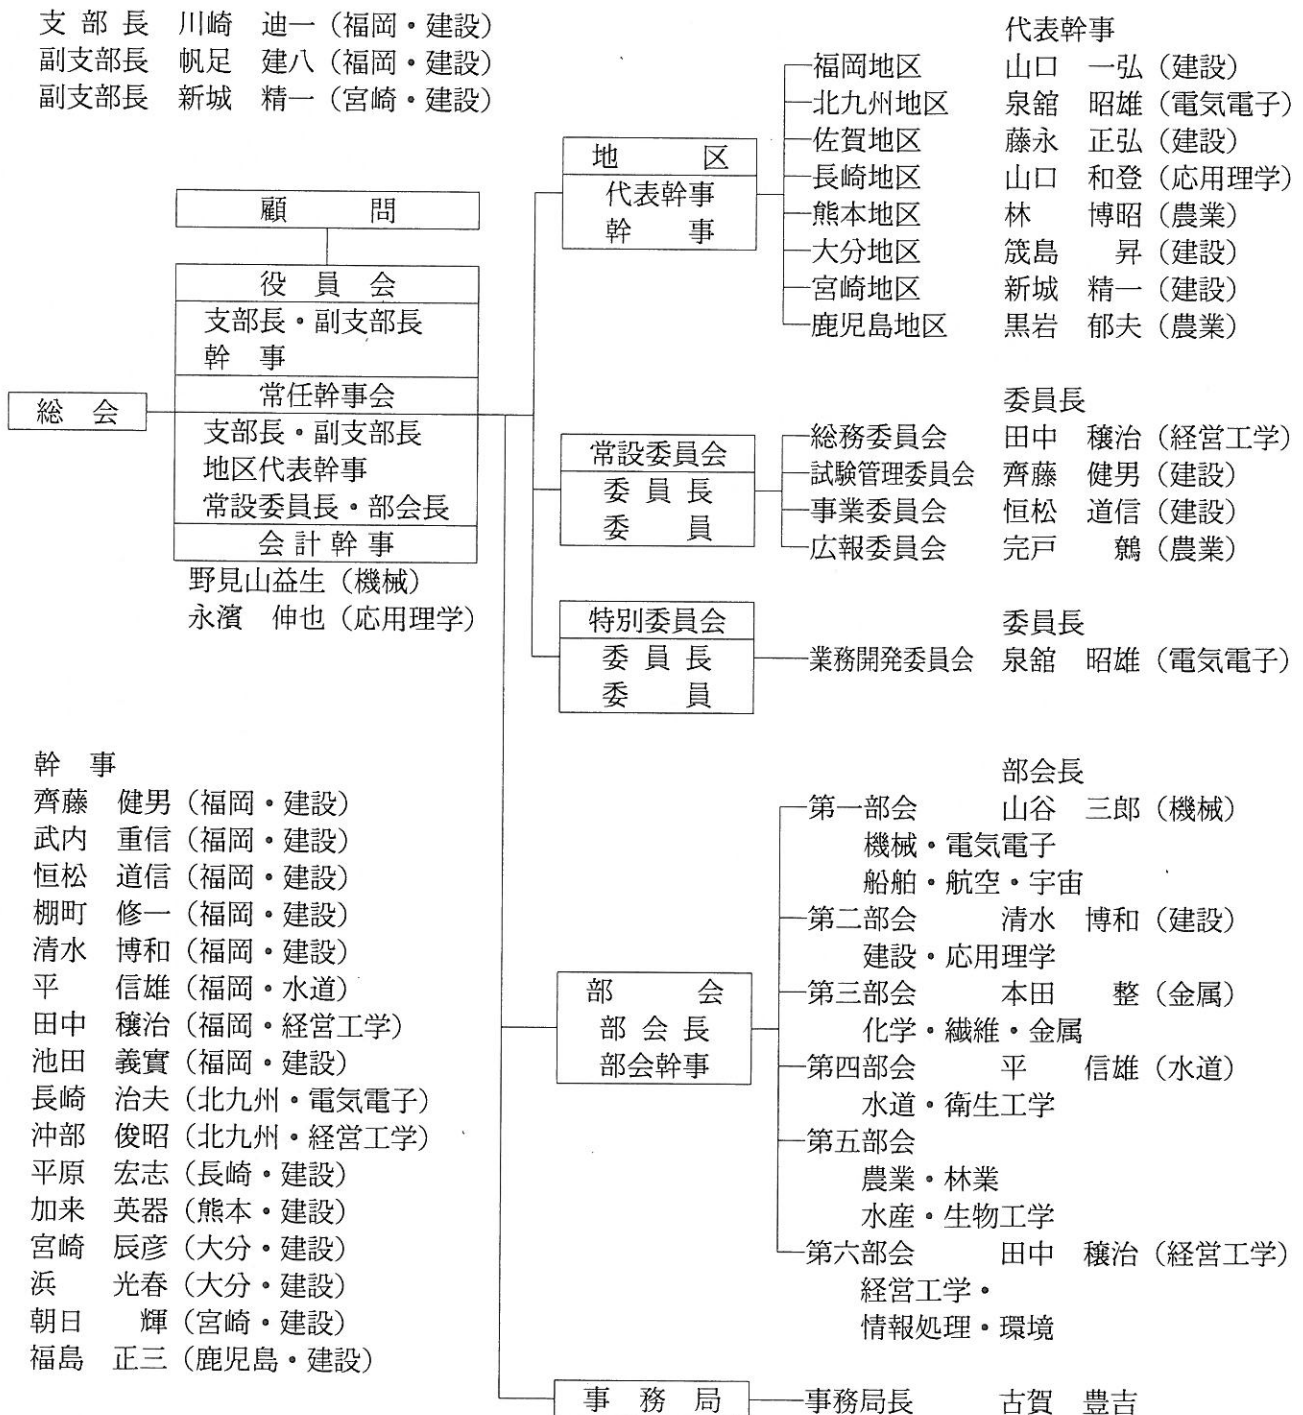 支部長 川崎 迪一（福岡・建設）
副支部長 帆足 建八（福岡・建設）
副支部長 新城 精一（宮崎・建設）
顧 問
役 員 会
支部長・副支部長
幹 事
常任幹事会
支部長・副支部長
地区代表幹事
常設委員長・部会長
会計幹事
野見山益生（機械）
永濱 伸也（応用理学）
総 会
地 区
代表幹事
幹 事
代表幹事
福岡地区 山口 一弘（建設）
北九州地区 泉舘 昭雄（電気電子）
佐賀地区 藤永 正弘（建設）
長崎地区 山口 和登（応用理学）
熊本地区 林 博昭（農業）
大分地区 筬島 昇（建設）
宮崎地区 新城 精一（建設）
鹿児島地区 黒岩 郁夫（農業）
常設委員会
委 員 長
委 員
委員長
総務委員会 田中 穣治（経営工学）
試験管理委員会 齊藤 健男（建設）
事業委員会 恒松 道信（建設）
広報委員会 完戸 鶴（農業）
特別委員会
委 員 長
委 員
委員長
業務開発委員会 泉舘 昭雄（電気電子）
幹 事
齊藤 健男（福岡・建設）
武内 重信（福岡・建設）
恒松 道信（福岡・建設）
棚町 修一（福岡・建設）
清水 博和（福岡・建設）
平 信雄（福岡・水道）
田中 穣治（福岡・経営工学）
池田 義實（福岡・建設）
長崎 治夫（北九州・電気電子）
沖部 俊昭（北九州・経営工学）
平原 宏志（長崎・建設）
加来 英器（熊本・建設）
宮崎 辰彦（大分・建設）
浜 光春（大分・建設）
朝日 輝（宮崎・建設）
福島 正三（鹿児島・建設）
部 会
部 会 長
部会幹事
部会長
第一部会 山谷 三郎（機械）
機械・電気電子
船舶・航空・宇宙
第二部会 清水 博和（建設）
建設・応用理学
第三部会 本田 整（金属）
化学・繊維・金属
第四部会 平 信雄（水道）
水道・衛生工学
第五部会
農業・林業
水産・生物工学
第六部会 田中 穣治（経営工学）
経営工学・
情報処理・環境
事 務 局
事務局長 古賀 豊吉